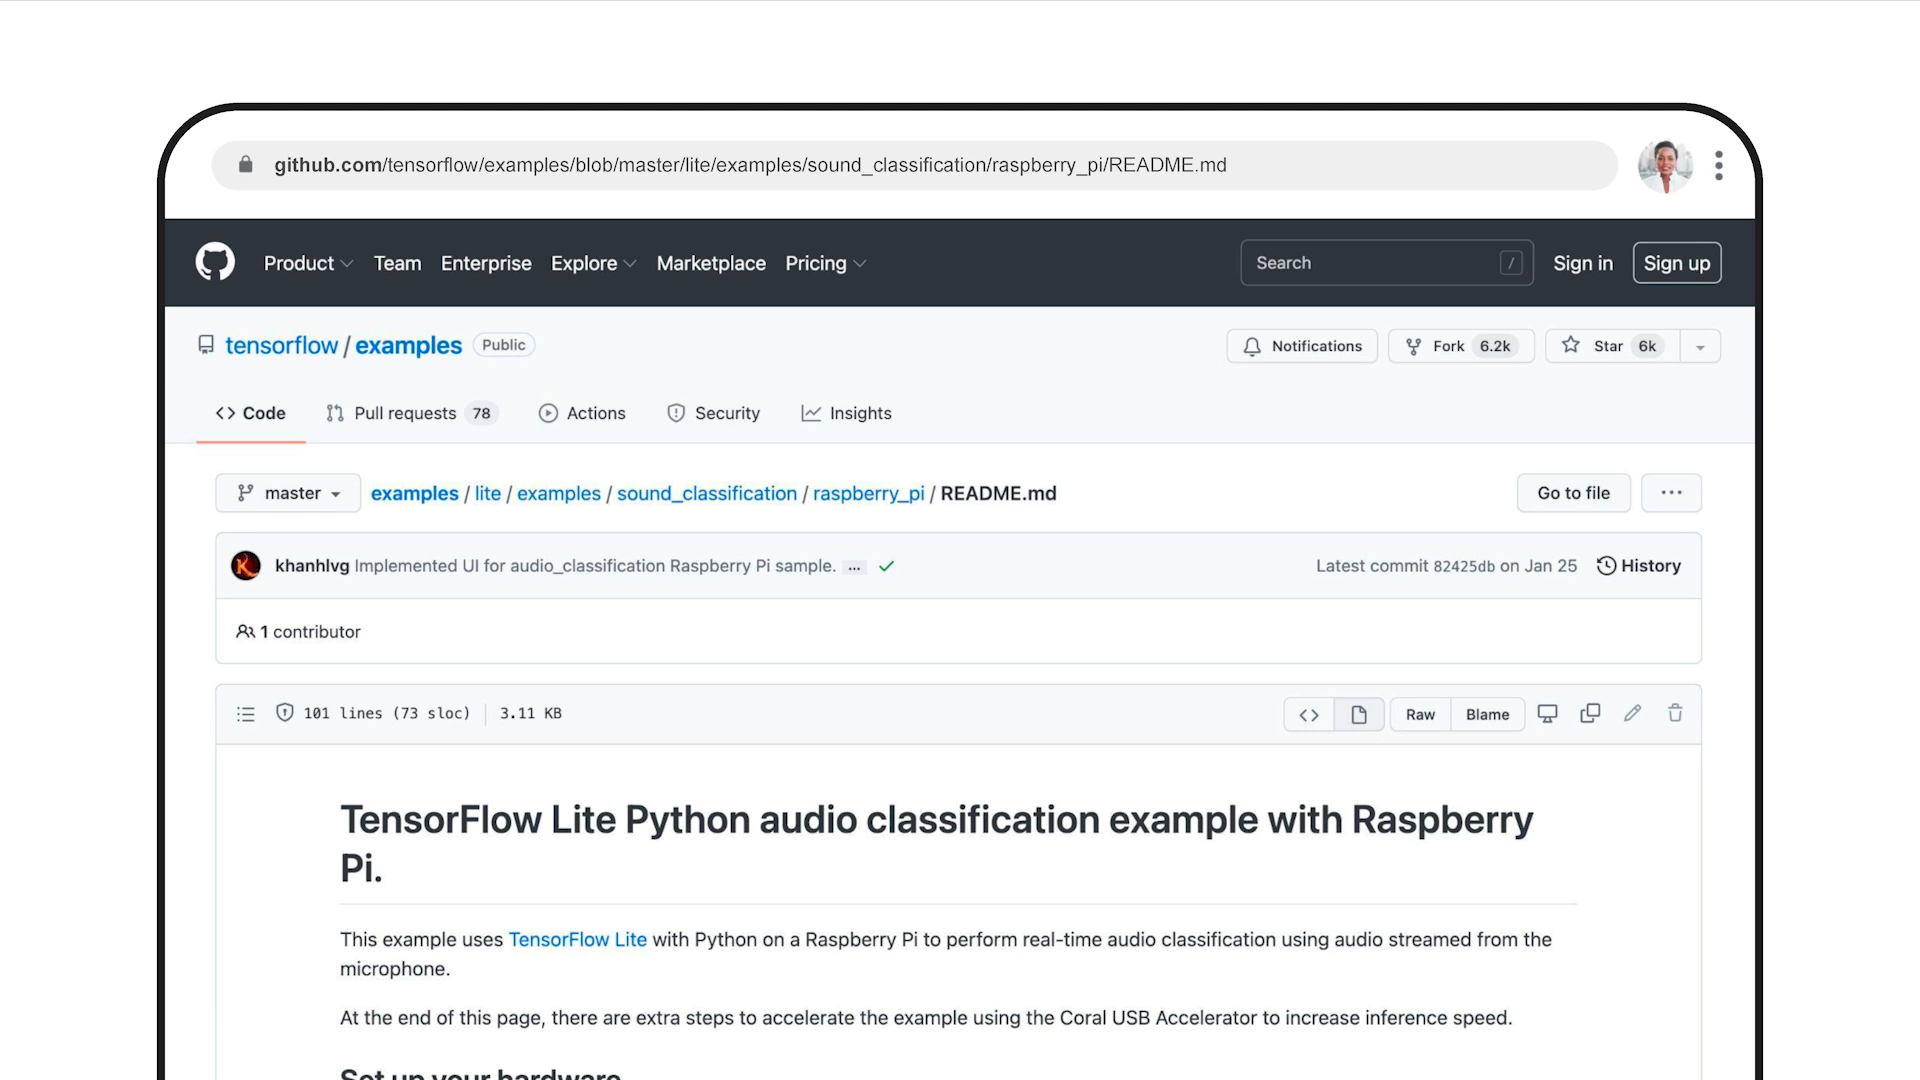 github.com/tensorflow/examples/blob/master/lite/examples/sound_classification/raspberry_pi/README.md
Product Team Enterprise Explore Marketplace Pricing Search / Sign in Sign up
tensorflow / examples Public Notifications Fork 6.2k Star 6k
Code Pull requests 78 Actions Security Insights
master examples / lite / examples / sound_classification / raspberry_pi / README.md Go to file ...
khanhlvg Implemented UI for audio_classification Raspberry Pi sample. ... Latest commit 82425db on Jan 25 History
1 contributor
101 lines (73 sloc) 3.11 KB <> Raw Blame
TensorFlow Lite Python audio classification example with Raspberry
Pi.
This example uses TensorFlow Lite with Python on a Raspberry Pi to perform real-time audio classification using audio streamed from the
microphone.
At the end of this page, there are extra steps to accelerate the example using the Coral USB Accelerator to increase inference speed.
Set up your hardware